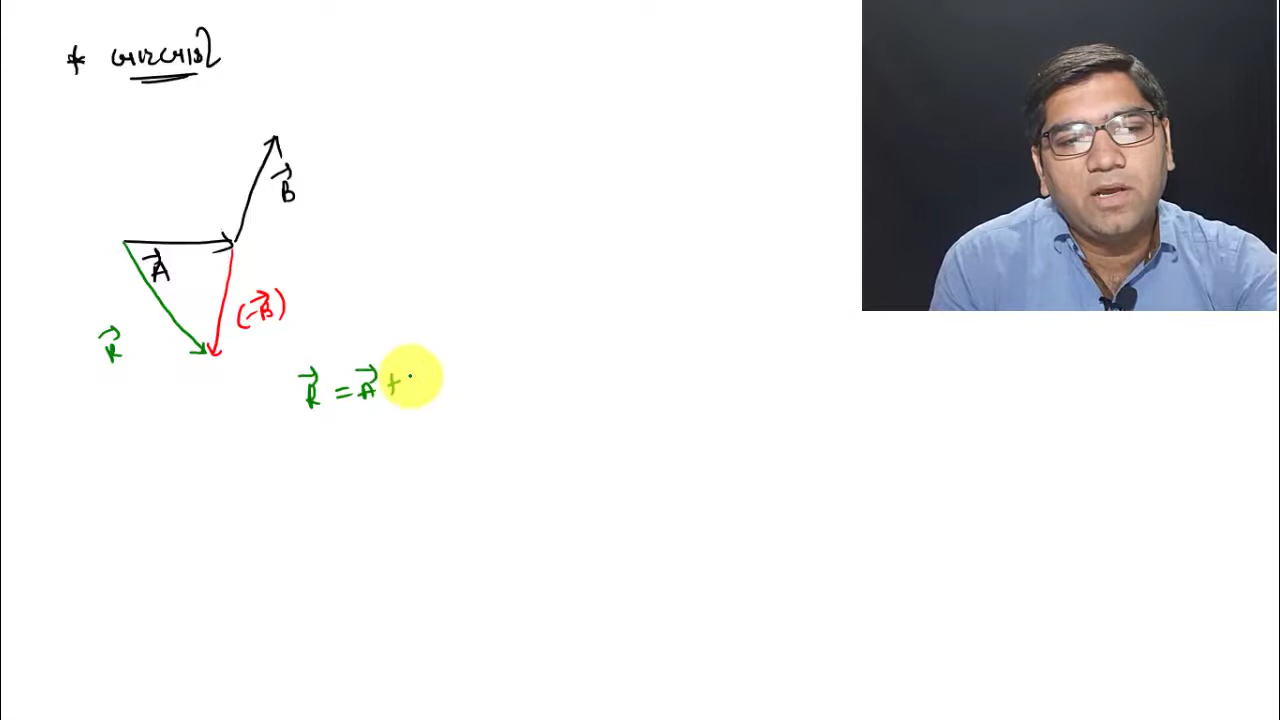 * બાદબાકી
B⃗
A⃗
(-B⃗)
R⃗
R⃗ = A⃗ +